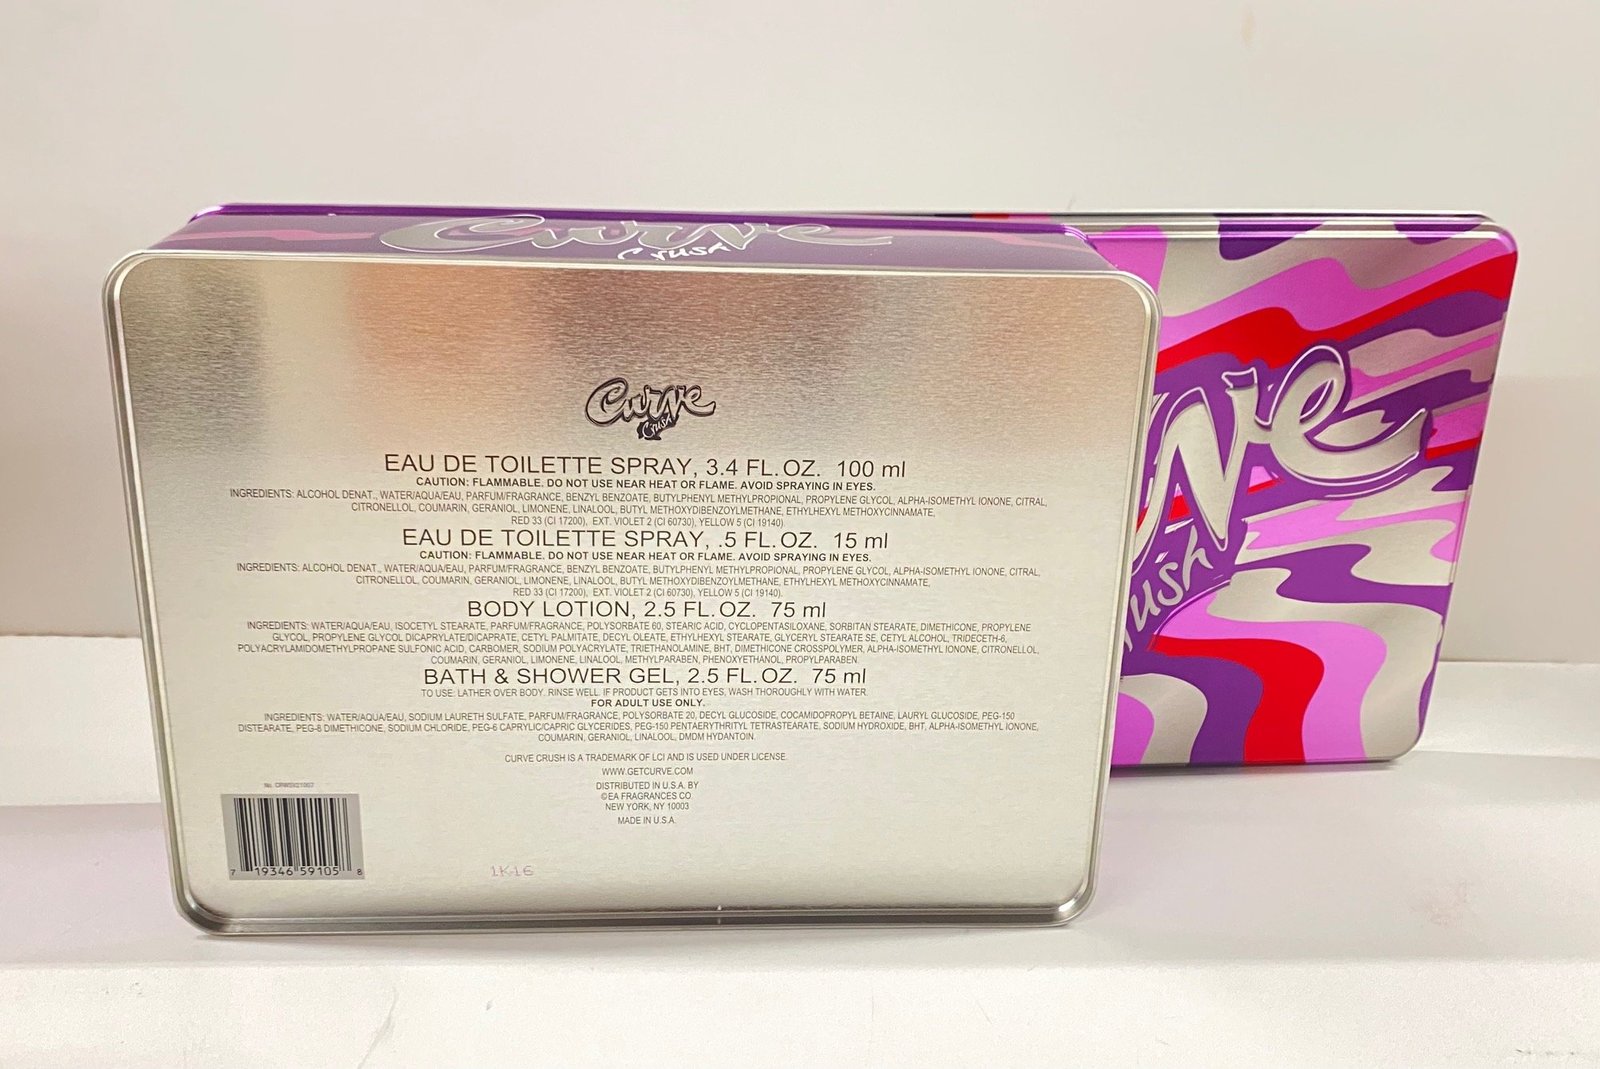 Curve
Crush
Curve
Crush
EAU DE TOILETTE SPRAY, 3.4 FL.OZ. 100 ml
CAUTION: FLAMMABLE. DO NOT USE NEAR HEAT OR FLAME. AVOID SPRAYING IN EYES.
INGREDIENTS: ALCOHOL DENAT., WATER/AQUA/EAU, PARFUM/FRAGRANCE, BENZYL BENZOATE, BUTYLPHENYL METHYLPROPIONAL, PROPYLENE GLYCOL, ALPHA-ISOMETHYL IONONE, CITRAL,
CITRONELLOL, COUMARIN, GERANIOL, LIMONENE, LINALOOL, BUTYL METHOXYDIBENZOYLMETHANE, ETHYLHEXYL METHOXYCINNAMATE,
RED 33 (CI 17200), EXT. VIOLET 2 (CI 60730), YELLOW 5 (CI 19140).
EAU DE TOILETTE SPRAY, .5 FL.OZ. 15 ml
CAUTION: FLAMMABLE. DO NOT USE NEAR HEAT OR FLAME. AVOID SPRAYING IN EYES.
INGREDIENTS: ALCOHOL DENAT., WATER/AQUA/EAU, PARFUM/FRAGRANCE, BENZYL BENZOATE, BUTYLPHENYL METHYLPROPIONAL, PROPYLENE GLYCOL, ALPHA-ISOMETHYL IONONE, CITRAL,
CITRONELLOL, COUMARIN, GERANIOL, LIMONENE, LINALOOL, BUTYL METHOXYDIBENZOYLMETHANE, ETHYLHEXYL METHOXYCINNAMATE,
RED 33 (CI 17200), EXT. VIOLET 2 (CI 60730), YELLOW 5 (CI 19140).
BODY LOTION, 2.5 FL.OZ. 75 ml
INGREDIENTS: WATER/AQUA/EAU, ISOCETYL STEARATE, PARFUM/FRAGRANCE, POLYSORBATE 60, STEARIC ACID, CYCLOPENTASILOXANE, SORBITAN STEARATE, DIMETHICONE, PROPYLENE
GLYCOL, PROPYLENE GLYCOL DICAPRYLATE/DICAPRATE, CETYL PALMITATE, DECYL OLEATE, ETHYLHEXYL STEARATE, GLYCERYL STEARATE SE, CETYL ALCOHOL, TRIDECETH-6,
POLYACRYLAMIDOMETHYLPROPANE SULFONIC ACID, CARBOMER, SODIUM POLYACRYLATE, TRIETHANOLAMINE, BHT, DIMETHICONE CROSSPOLYMER, ALPHA-ISOMETHYL IONONE, CITRONELLOL,
COUMARIN, GERANIOL, LIMONENE, LINALOOL, METHYLPARABEN, PHENOXYETHANOL, PROPYLPARABEN.
BATH & SHOWER GEL, 2.5 FL.OZ. 75 ml
TO USE: LATHER OVER BODY. RINSE WELL. IF PRODUCT GETS INTO EYES, WASH THOROUGHLY WITH WATER.
FOR ADULT USE ONLY.
INGREDIENTS: WATER/AQUA/EAU, SODIUM LAURETH SULFATE, PARFUM/FRAGRANCE, POLYSORBATE 20, DECYL GLUCOSIDE, COCAMIDOPROPYL BETAINE, LAURYL GLUCOSIDE, PEG-150
DISTEARATE, PEG-8 DIMETHICONE, SODIUM CHLORIDE, PEG-6 CAPRYLIC/CAPRIC GLYCERIDES, PEG-150 PENTAERYTHRITYL TETRASTEARATE, SODIUM HYDROXIDE, BHT, ALPHA-ISOMETHYL IONONE,
COUMARIN, GERANIOL, LINALOOL, DMDM HYDANTOIN.
CURVE CRUSH IS A TRADEMARK OF LCI AND IS USED UNDER LICENSE.
WWW.GETCURVE.COM
DISTRIBUTED IN U.S.A. BY
©EA FRAGRANCES CO.
NEW YORK, NY 10003
MADE IN U.S.A.
7 19346 59105 8
1K16
rve
rush